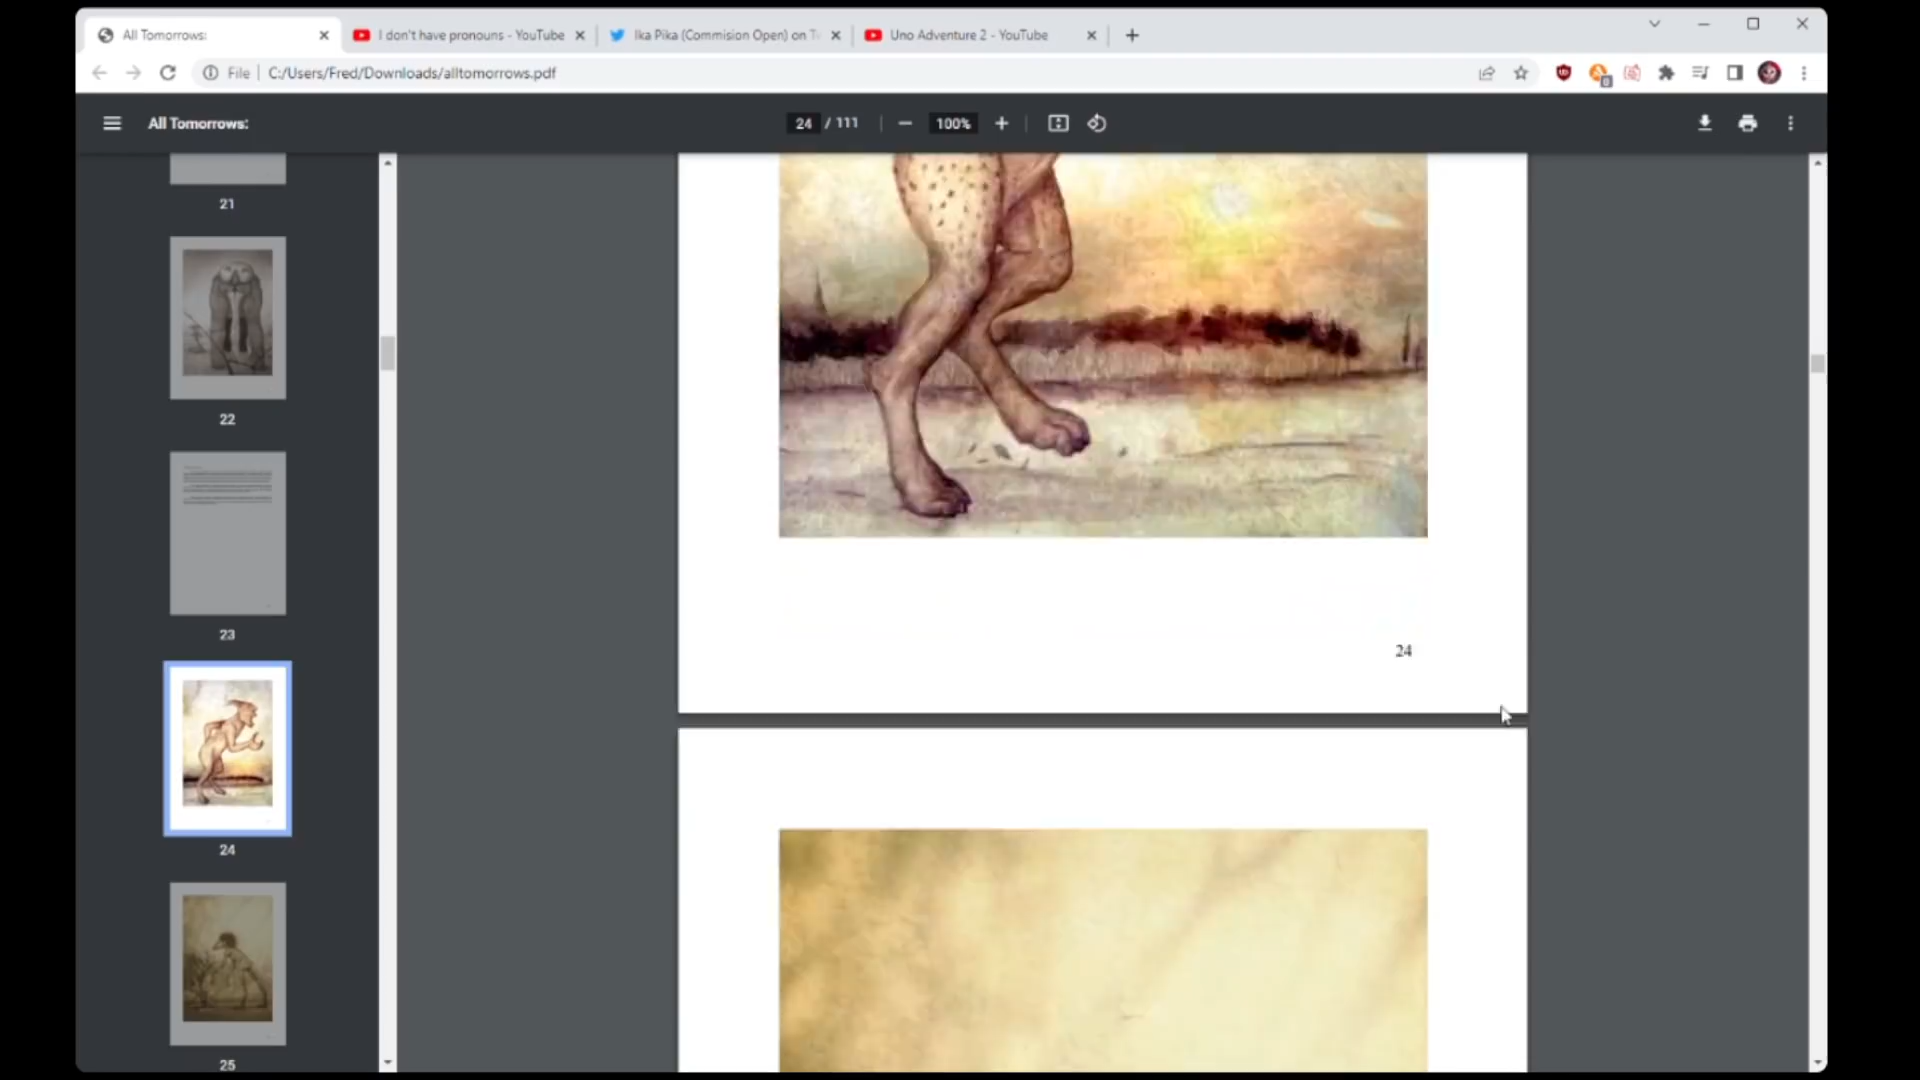 All Tomorrows:
I don't have pronouns - YouTube
Ika Pika (Commision Open) on T
Uno Adventure 2 - YouTube
File
C:/Users/Fred/Downloads/alltomorrows.pdf
All Tomorrows:
24 / 111
100%
21
22
23
24
25
24